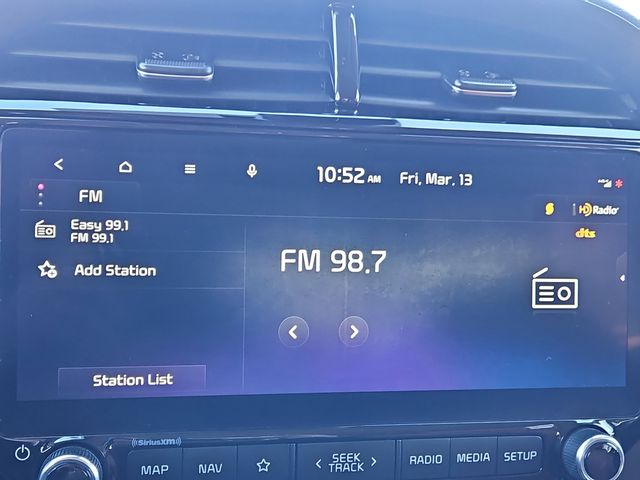 10:52 AM Fri, Mar, 13
FM
HD Radio
dts
Easy 99.1
FM 99.1
Add Station
FM 98.7
Station List
((SiriusXM))
MAP NAV < SEEK > RADIO MEDIA SETUP
TRACK